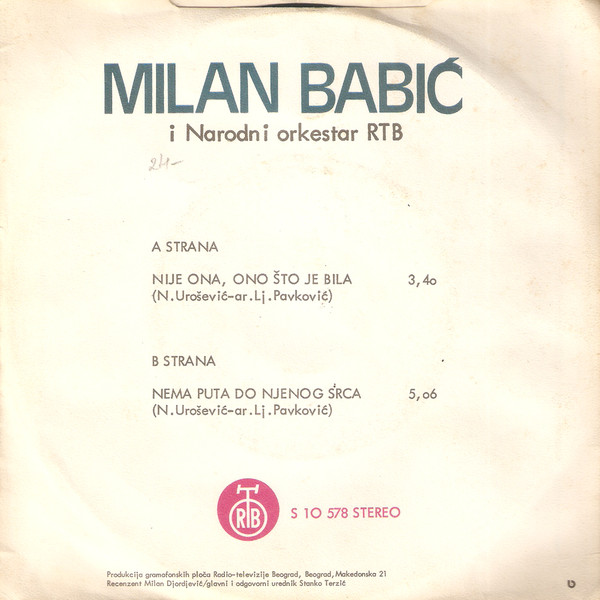 MILAN BABIĆ
i Narodni orkestar RTB
24-
A STRANA
NIJE ONA, ONO ŠTO JE BILA 3,4o
(N.Urošević-ar.Lj.Pavković)
B STRANA
NEMA PUTA DO NJENOG SRCA 5,o6
(N.Urošević-ar.Lj.Pavković)
RTB
S 10 578 STEREO
Produkcija gramofonskih ploča Radio-televizije Beograd, Beograd,Makedonska 21
Recenzent Milan Djordjević/glavni i odgovorni urednik Stanko Terzić